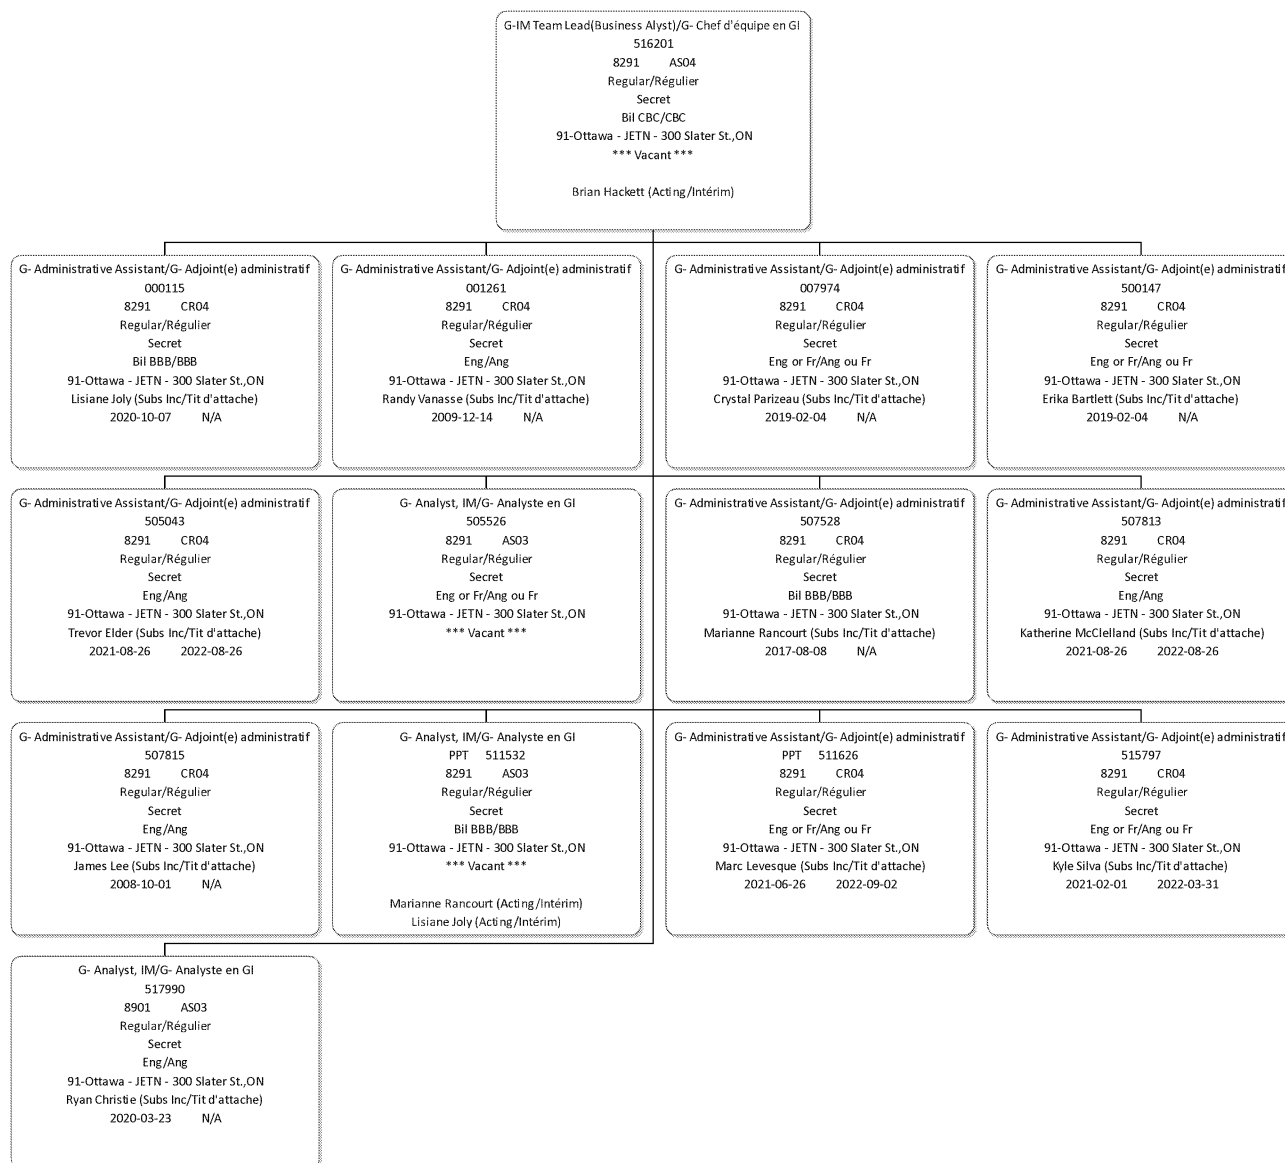 G-IM Team Lead(Business Alyst)/G- Chef d'équipe en GI
516201
8291 AS04
Regular/Régulier
Secret
Bil CBC/CBC
91-Ottawa - JETN - 300 Slater St.,ON
*** Vacant ***
Brian Hackett (Acting/Intérim)
G- Administrative Assistant/G- Adjoint(e) administratif
000115
8291 CR04
Regular/Régulier
Secret
Bil BBB/BBB
91-Ottawa - JETN - 300 Slater St.,ON
Lisiane Joly (Subs Inc/Tit d'attache)
2020-10-07 N/A
G- Administrative Assistant/G- Adjoint(e) administratif
001261
8291 CR04
Regular/Régulier
Secret
Eng/Ang
91-Ottawa - JETN - 300 Slater St.,ON
Randy Vanasse (Subs Inc/Tit d'attache)
2009-12-14 N/A
G- Administrative Assistant/G- Adjoint(e) administratif
007974
8291 CR04
Regular/Régulier
Secret
Eng or Fr/Ang ou Fr
91-Ottawa - JETN - 300 Slater St.,ON
Crystal Parizeau (Subs Inc/Tit d'attache)
2019-02-04 N/A
G- Administrative Assistant/G- Adjoint(e) administratif
500147
8291 CR04
Regular/Régulier
Secret
Eng or Fr/Ang ou Fr
91-Ottawa - JETN - 300 Slater St.,ON
Erika Bartlett (Subs Inc/Tit d'attache)
2019-02-04 N/A
G- Administrative Assistant/G- Adjoint(e) administratif
505043
8291 CR04
Regular/Régulier
Secret
Eng/Ang
91-Ottawa - JETN - 300 Slater St.,ON
Trevor Elder (Subs Inc/Tit d'attache)
2021-08-26 2022-08-26
G- Analyst, IM/G- Analyste en GI
505526
8291 AS03
Regular/Régulier
Secret
Eng or Fr/Ang ou Fr
91-Ottawa - JETN - 300 Slater St.,ON
*** Vacant ***
G- Administrative Assistant/G- Adjoint(e) administratif
507528
8291 CR04
Regular/Régulier
Secret
Bil BBB/BBB
91-Ottawa - JETN - 300 Slater St.,ON
Marianne Rancourt (Subs Inc/Tit d'attache)
2017-08-08 N/A
G- Administrative Assistant/G- Adjoint(e) administratif
507813
8291 CR04
Regular/Régulier
Secret
Eng/Ang
91-Ottawa - JETN - 300 Slater St.,ON
Katherine McClelland (Subs Inc/Tit d'attache)
2021-08-26 2022-08-26
G- Administrative Assistant/G- Adjoint(e) administratif
507815
8291 CR04
Regular/Régulier
Secret
Eng/Ang
91-Ottawa - JETN - 300 Slater St.,ON
James Lee (Subs Inc/Tit d'attache)
2008-10-01 N/A
G- Analyst, IM/G- Analyste en GI
PPT 511532
8291 AS03
Regular/Régulier
Secret
Bil BBB/BBB
91-Ottawa - JETN - 300 Slater St.,ON
*** Vacant ***
Marianne Rancourt (Acting/Intérim)
Lisiane Joly (Acting/Intérim)
G- Administrative Assistant/G- Adjoint(e) administratif
PPT 511626
8291 CR04
Regular/Régulier
Secret
Eng or Fr/Ang ou Fr
91-Ottawa - JETN - 300 Slater St.,ON
Marc Levesque (Subs Inc/Tit d'attache)
2021-06-26 2022-09-02
G- Administrative Assistant/G- Adjoint(e) administratif
515797
8291 CR04
Regular/Régulier
Secret
Eng or Fr/Ang ou Fr
91-Ottawa - JETN - 300 Slater St.,ON
Kyle Silva (Subs Inc/Tit d'attache)
2021-02-01 2022-03-31
G- Analyst, IM/G- Analyste en GI
517990
8901 AS03
Regular/Régulier
Secret
Eng/Ang
91-Ottawa - JETN - 300 Slater St.,ON
Ryan Christie (Subs Inc/Tit d'attache)
2020-03-23 N/A